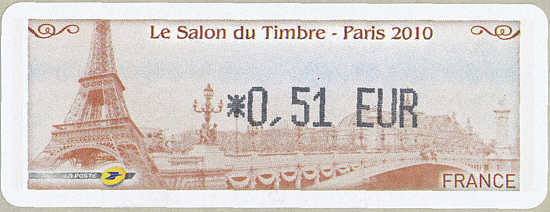 Le Salon du Timbre - Paris 2010
*0,51 EUR
LA POSTE
FRANCE